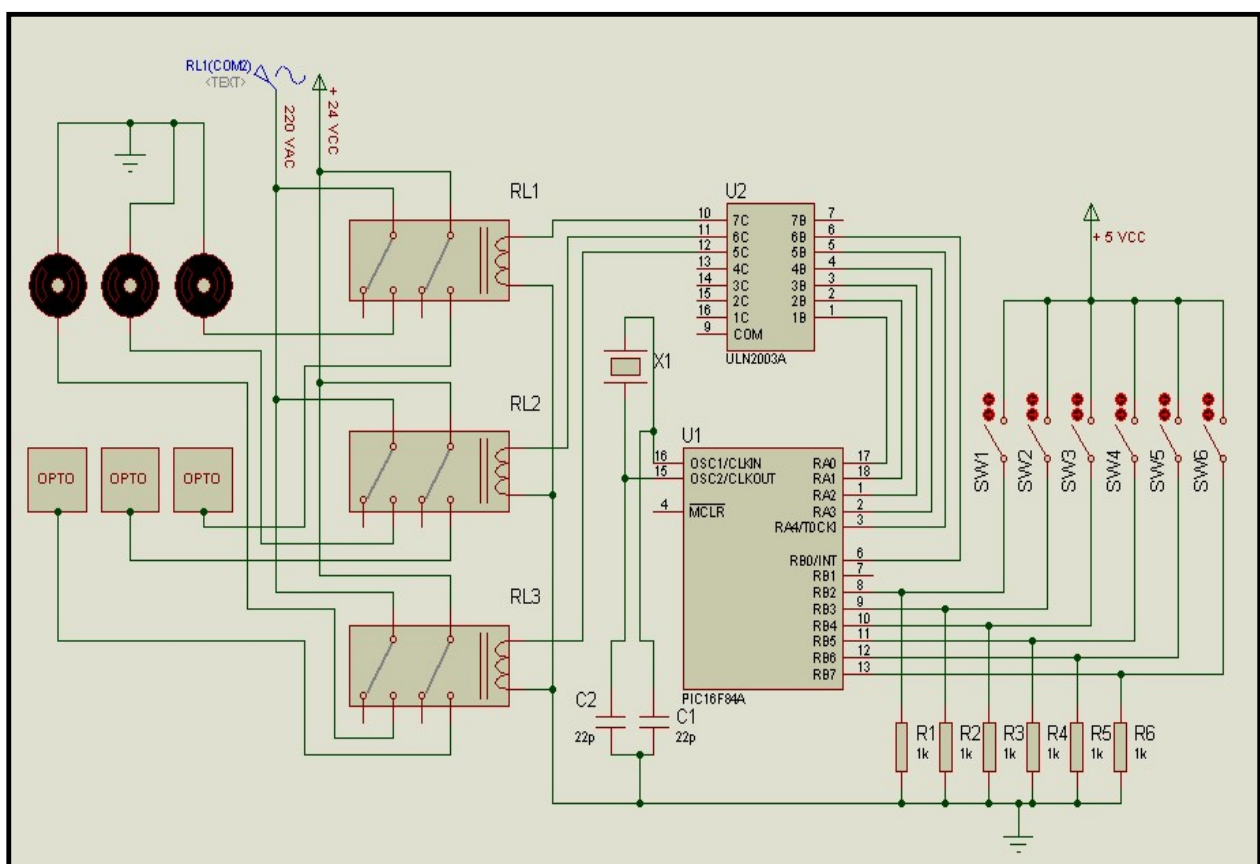 RL1(COM2)
<TEXT>
220 VAC
+ 24 VCC
RL1
RL2
RL3
OPTO
OPTO
OPTO
U2
10 7C 7B 7
11 6C 6B 6
12 5C 5B 5
13 4C 4B 4
14 3C 3B 3
15 2C 2B 2
16 1C 1B 1
9 COM
ULN2003A
X1
U1
16 OSC1/CLKIN RA0 17
15 OSC2/CLKOUT RA1 18
RA2 1
4 MCLR RA3 2
RA4/T0CKI 3
RB0/INT 6
RB1 7
RB2 8
RB3 9
RB4 10
RB5 11
RB6 12
RB7 13
PIC16F84A
C2
22p
C1
22p
+ 5 VCC
SW1
SW2
SW3
SW4
SW5
SW6
R1
1k
R2
1k
R3
1k
R4
1k
R5
1k
R6
1k